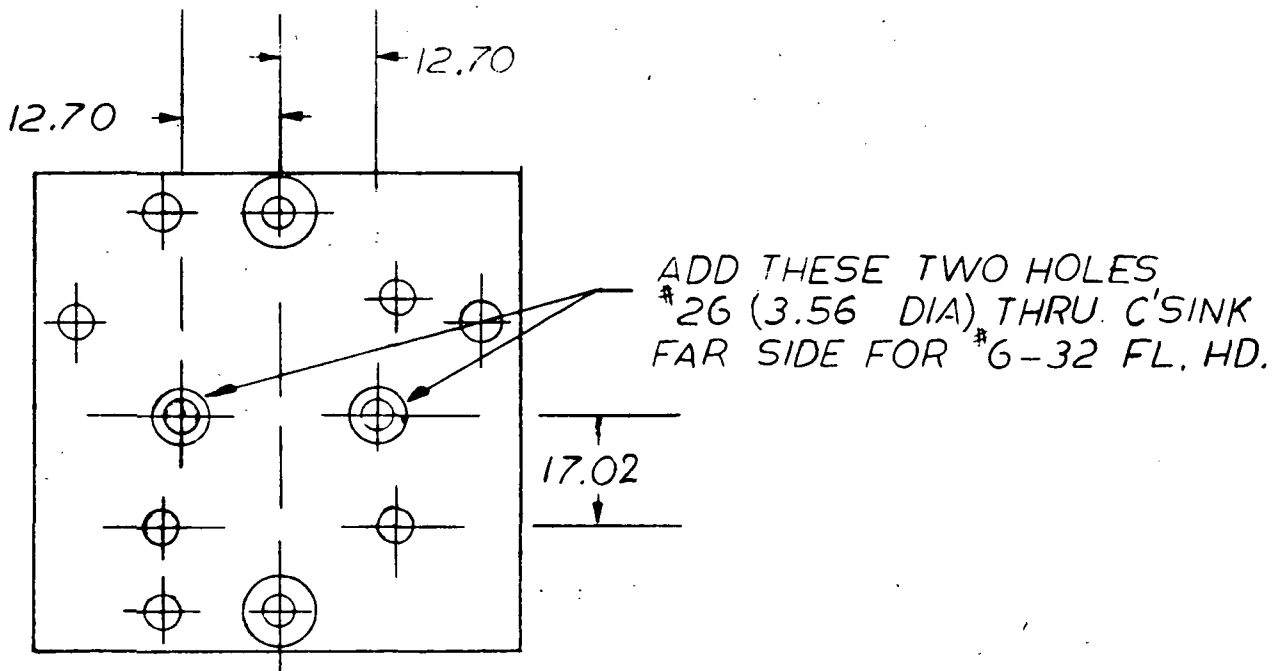 12.70
12.70
ADD THESE TWO HOLES
#26 (3.56 DIA) THRU. C'SINK
FAR SIDE FOR #6-32 FL. HD.
17.02